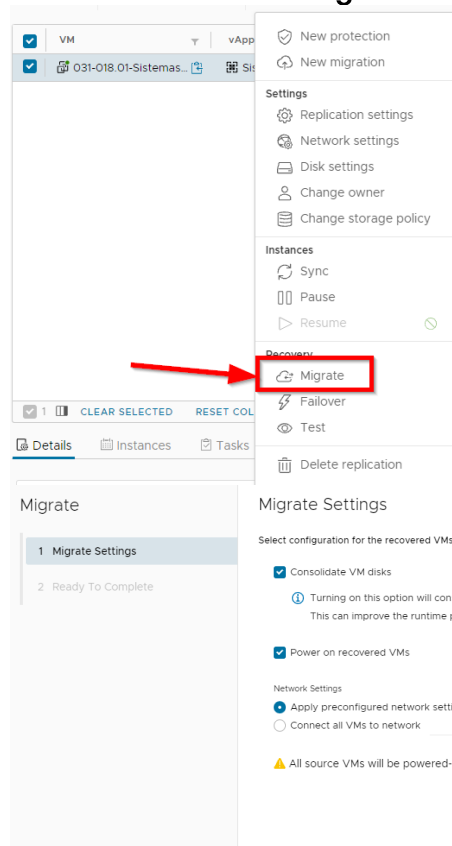 VM vApp
031-018.01-Sistemas... Sis
New protection
New migration
Settings
Replication settings
Network settings
Disk settings
Change owner
Change storage policy
Instances
Sync
Pause
Resume
Recovery
Migrate
Failover
Test
Delete replication
1 CLEAR SELECTED RESET COL
Details Instances Tasks
Migrate
1 Migrate Settings
2 Ready To Complete
Migrate Settings
Select configuration for the recovered VMs
Consolidate VM disks
Turning on this option will con
This can improve the runtime p
Power on recovered VMs
Network Settings
Apply preconfigured network setti
Connect all VMs to network
All source VMs will be powered-